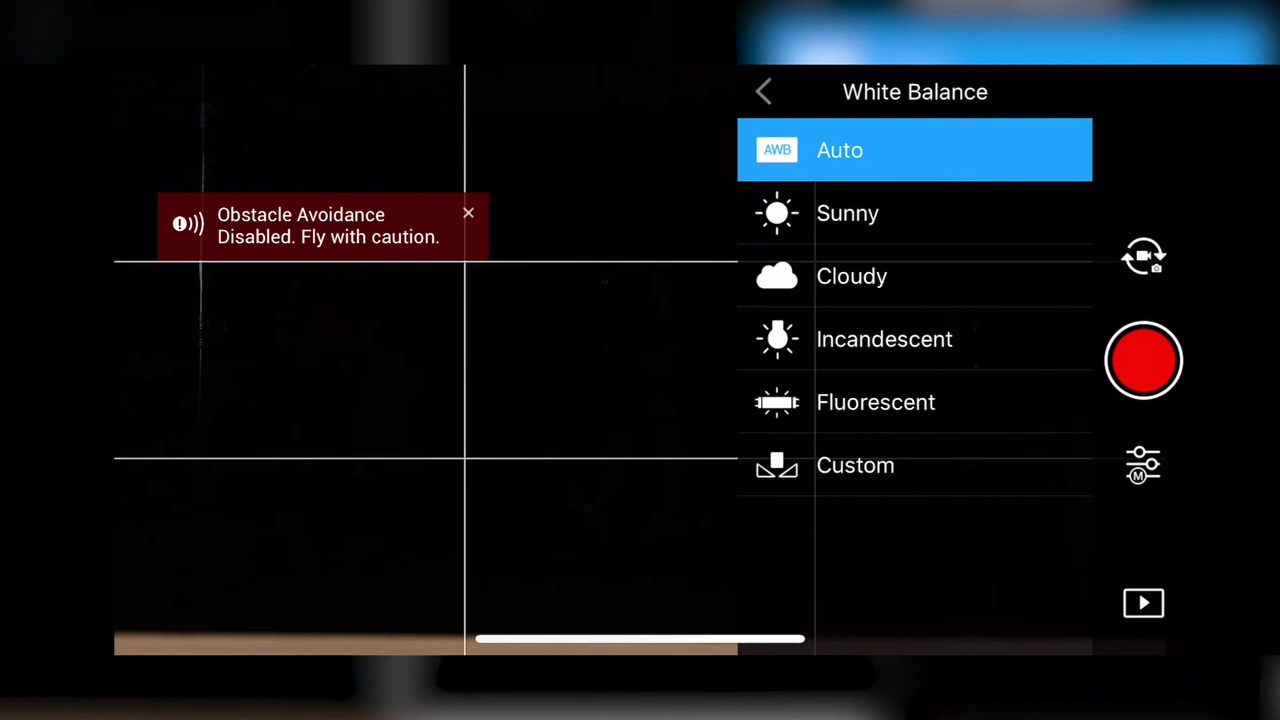 White Balance
AWB Auto
Obstacle Avoidance
Disabled. Fly with caution.
Sunny
Cloudy
Incandescent
Fluorescent
Custom
M